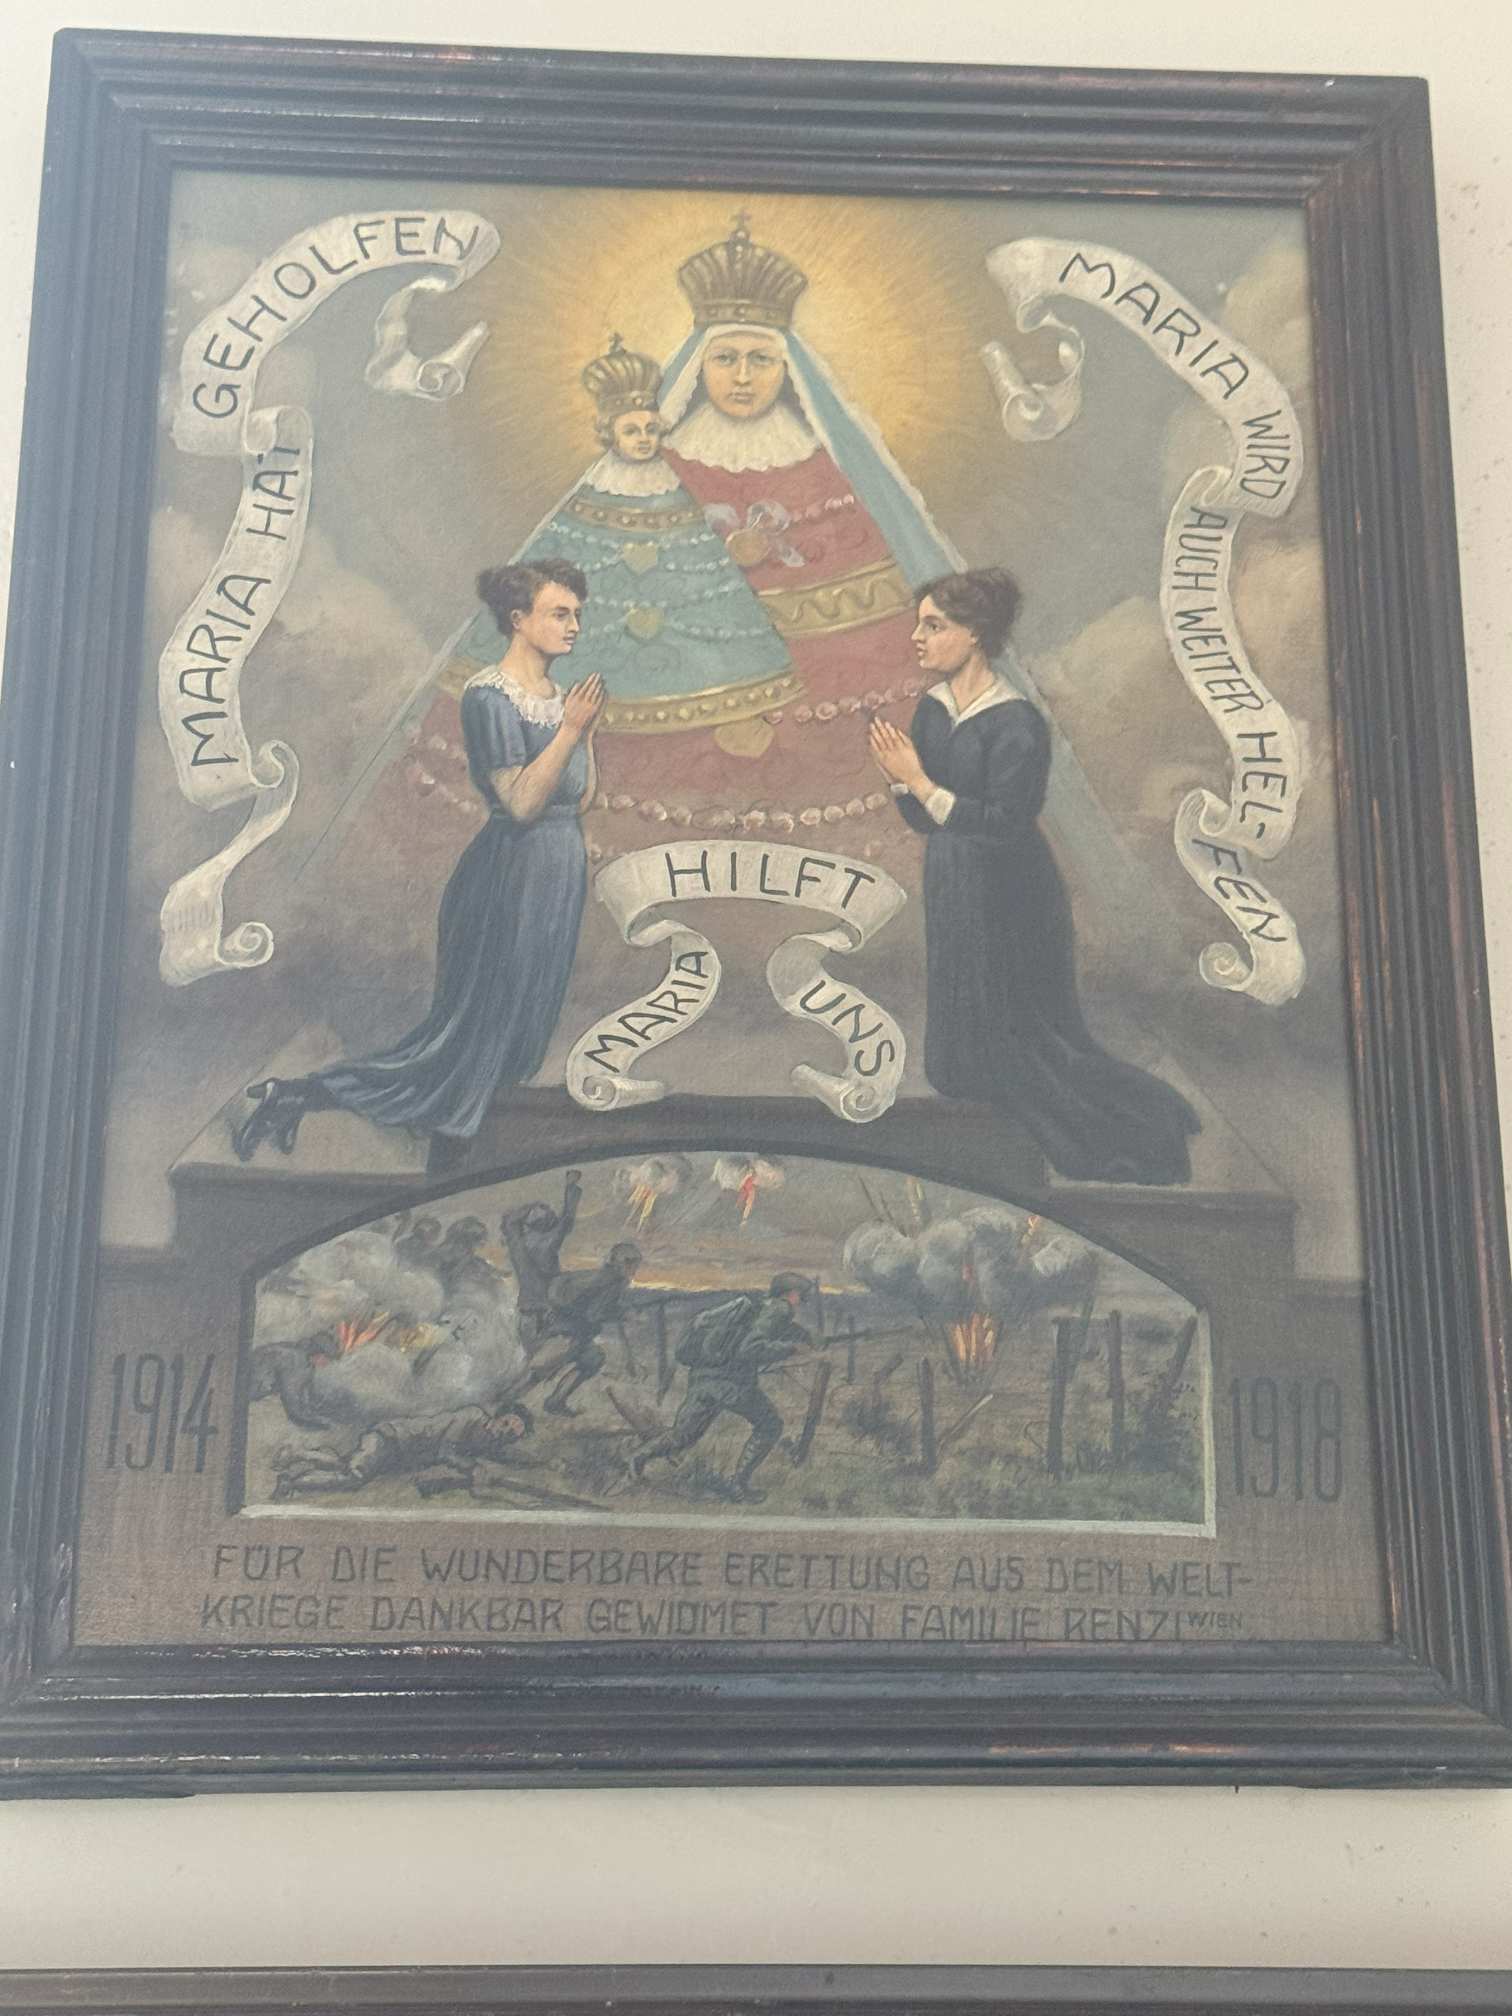 MARIA HAT GEHOLFEN
MARIA WIRD AUCH WEITER HEL-
FEN
MARIA HILFT UNS
1914
1918
FÜR DIE WUNDERBARE ERETTUNG AUS DEM WELT-
KRIEGE DANKBAR GEWIDMET VON FAMILIE RENZI WIEN